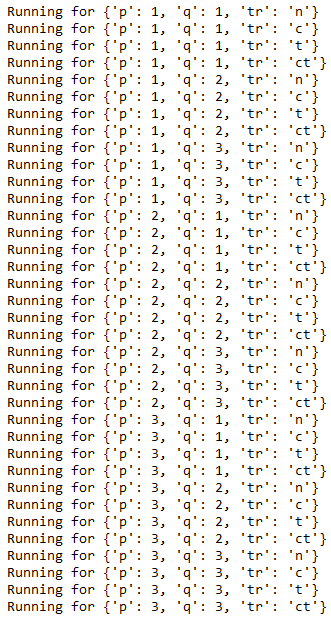 Running for {'p': 1, 'q': 1, 'tr': 'n'}
Running for {'p': 1, 'q': 1, 'tr': 'c'}
Running for {'p': 1, 'q': 1, 'tr': 't'}
Running for {'p': 1, 'q': 1, 'tr': 'ct'}
Running for {'p': 1, 'q': 2, 'tr': 'n'}
Running for {'p': 1, 'q': 2, 'tr': 'c'}
Running for {'p': 1, 'q': 2, 'tr': 't'}
Running for {'p': 1, 'q': 2, 'tr': 'ct'}
Running for {'p': 1, 'q': 3, 'tr': 'n'}
Running for {'p': 1, 'q': 3, 'tr': 'c'}
Running for {'p': 1, 'q': 3, 'tr': 't'}
Running for {'p': 1, 'q': 3, 'tr': 'ct'}
Running for {'p': 2, 'q': 1, 'tr': 'n'}
Running for {'p': 2, 'q': 1, 'tr': 'c'}
Running for {'p': 2, 'q': 1, 'tr': 't'}
Running for {'p': 2, 'q': 1, 'tr': 'ct'}
Running for {'p': 2, 'q': 2, 'tr': 'n'}
Running for {'p': 2, 'q': 2, 'tr': 'c'}
Running for {'p': 2, 'q': 2, 'tr': 't'}
Running for {'p': 2, 'q': 2, 'tr': 'ct'}
Running for {'p': 2, 'q': 3, 'tr': 'n'}
Running for {'p': 2, 'q': 3, 'tr': 'c'}
Running for {'p': 2, 'q': 3, 'tr': 't'}
Running for {'p': 2, 'q': 3, 'tr': 'ct'}
Running for {'p': 3, 'q': 1, 'tr': 'n'}
Running for {'p': 3, 'q': 1, 'tr': 'c'}
Running for {'p': 3, 'q': 1, 'tr': 't'}
Running for {'p': 3, 'q': 1, 'tr': 'ct'}
Running for {'p': 3, 'q': 2, 'tr': 'n'}
Running for {'p': 3, 'q': 2, 'tr': 'c'}
Running for {'p': 3, 'q': 2, 'tr': 't'}
Running for {'p': 3, 'q': 2, 'tr': 'ct'}
Running for {'p': 3, 'q': 3, 'tr': 'n'}
Running for {'p': 3, 'q': 3, 'tr': 'c'}
Running for {'p': 3, 'q': 3, 'tr': 't'}
Running for {'p': 3, 'q': 3, 'tr': 'ct'}